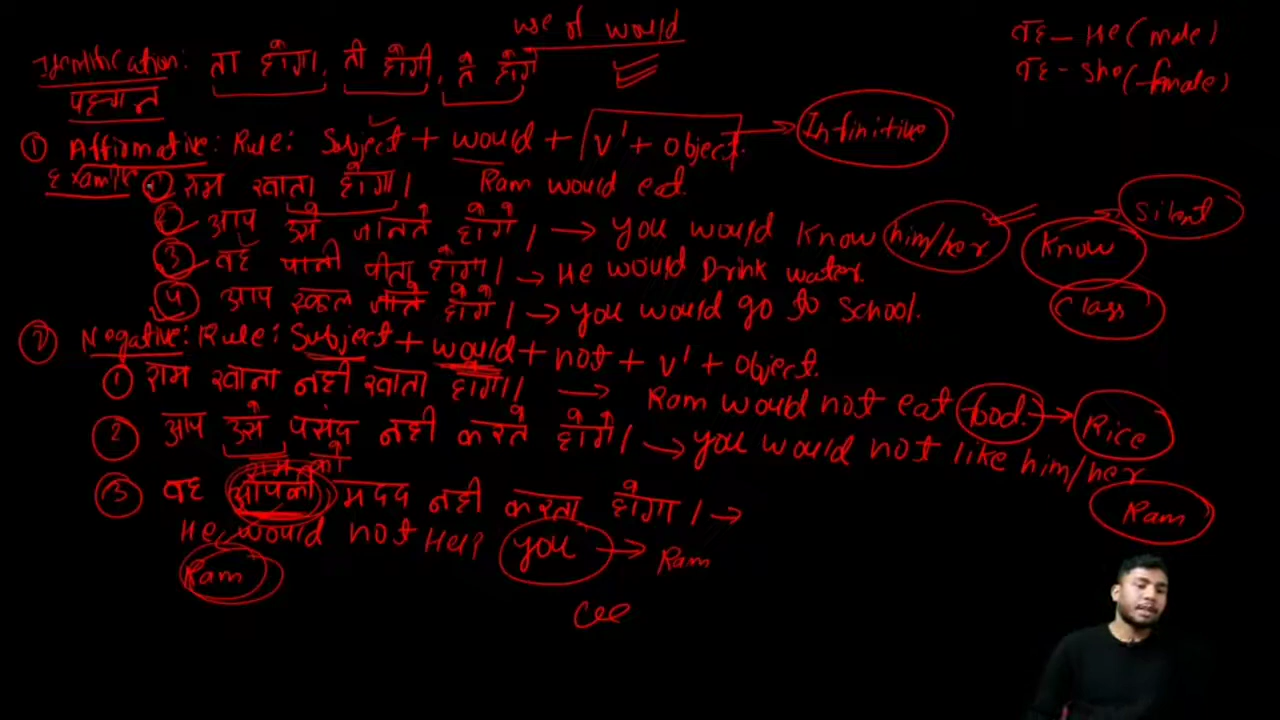 use of would
वह - He (male)
वह - She (female)
Identification: ता होगा, ती होगी, ते होंगे
पहचान
① Affirmative: Rule: Subject + would + V¹ + Object. → Infinitive
Example ① राम खाता होगा। Ram would eat.
② आप उसे जानते होंगे। → you would know him/her know → Silent
③ वह पानी पीता होगा। → He would Drink water.
④ आप स्कूल जाते होंगे। → you would go to School. Class
② Negative: Rule: Subject + would + not + V¹ + Object.
① राम खाना नहीं खाता होगा। → Ram would not eat food. → Rice
2 आप उसे पसंद नहीं करते होंगे। → you would not like him/her
राम को
③ वह आपकी मदद नहीं करता होगा। → Ram
He would not Help you → Ram
Ram